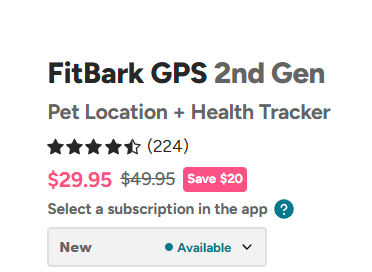 FitBark GPS 2nd Gen
Pet Location + Health Tracker
(224)
$29.95 $49.95 Save $20
Select a subscription in the app ?
New Available